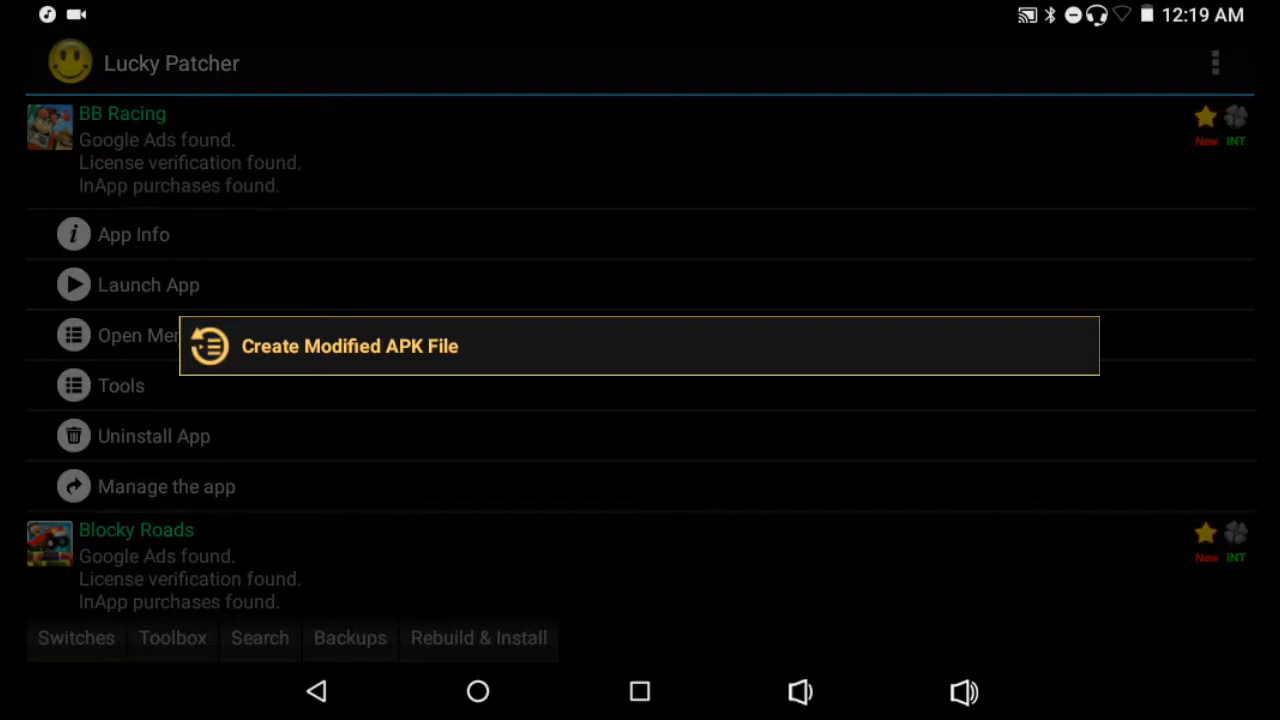 12:19 AM
Lucky Patcher
BB Racing
Google Ads found.
License verification found.
InApp purchases found.
New INT
App Info
Launch App
Open Men
Create Modified APK File
Tools
Uninstall App
Manage the app
Blocky Roads
Google Ads found.
License verification found.
InApp purchases found.
New INT
Switches Toolbox Search Backups Rebuild & Install